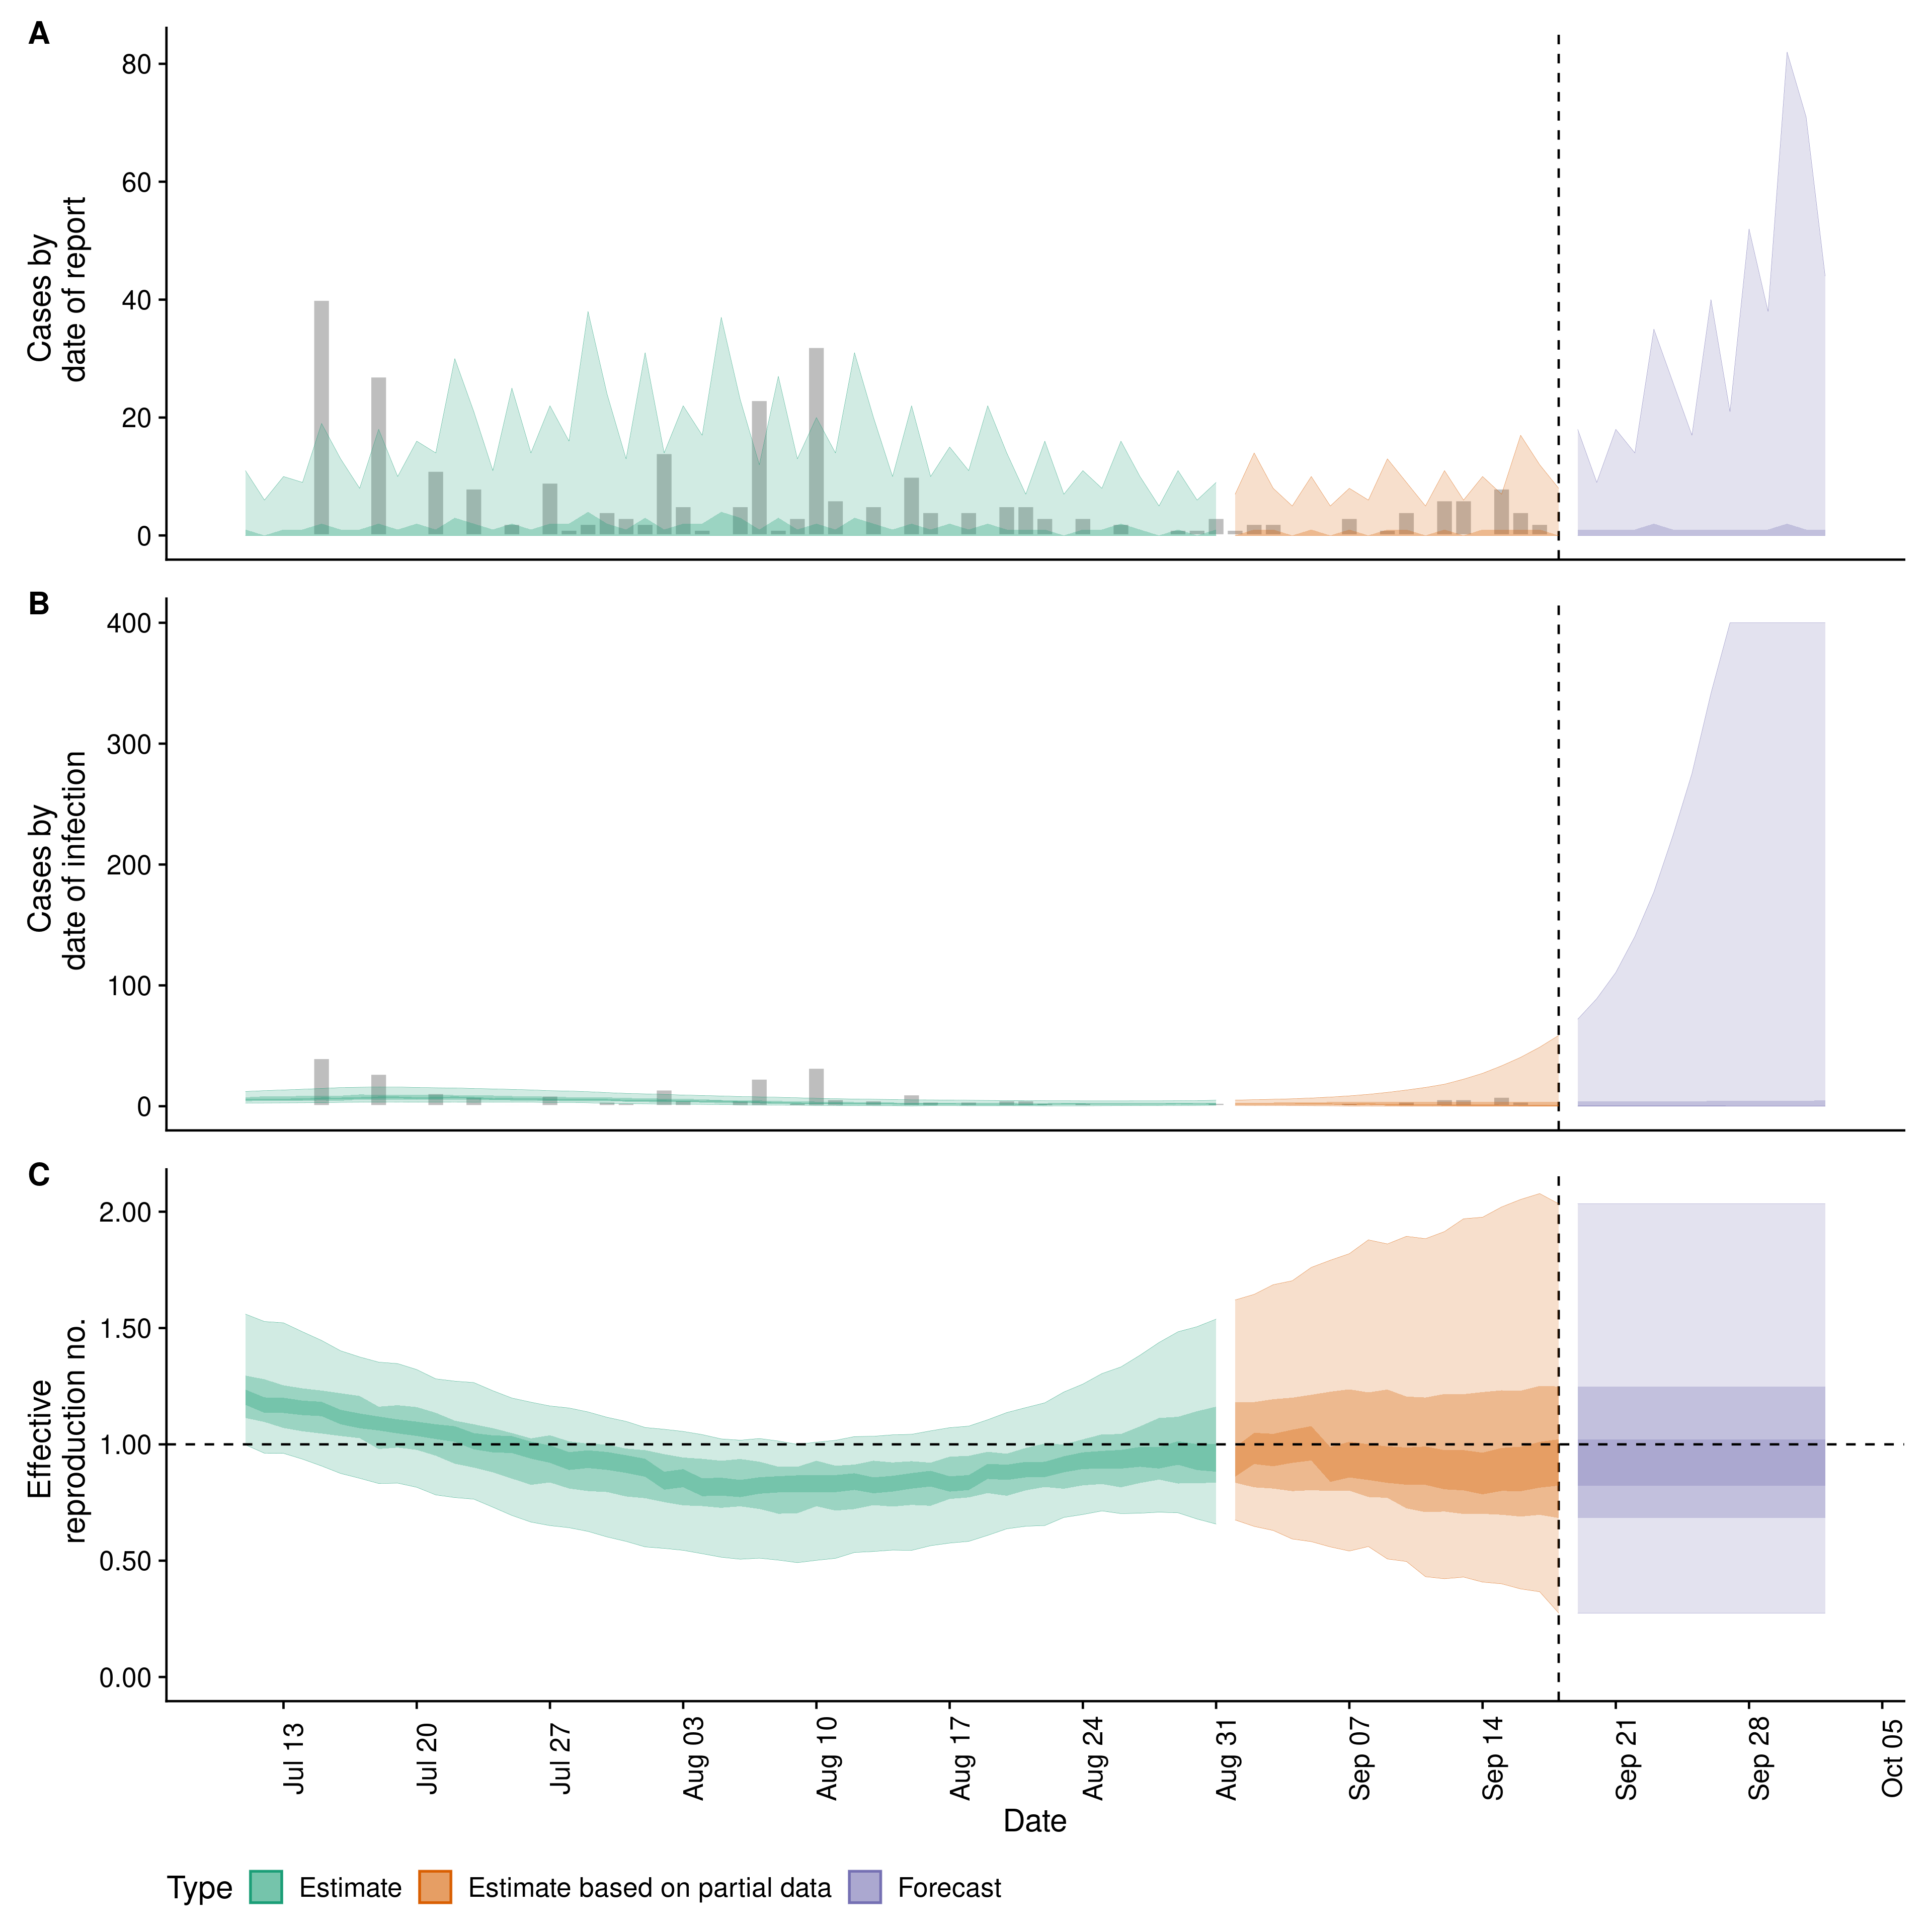 A
80
60
40
20
0
Cases by
date of report
B
400
300
200
100
0
Cases by
date of infection
C
2.00
1.50
1.00
0.50
0.00
Effective
reproduction no.
Jul 13
Jul 20
Jul 27
Aug 03
Aug 10
Aug 17
Aug 24
Aug 31
Sep 07
Sep 14
Sep 21
Sep 28
Oct 05
Date
Type Estimate Estimate based on partial data Forecast